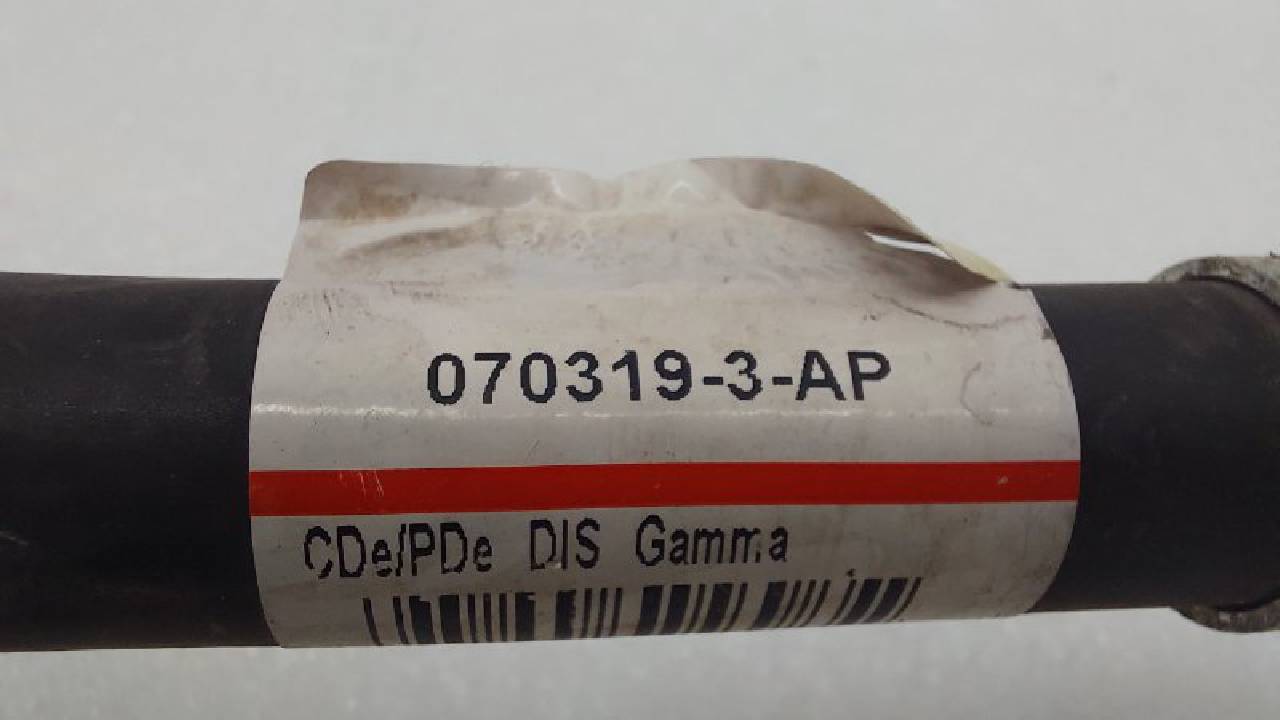 070319-3-AP
CDe/PDe DIS Gamma